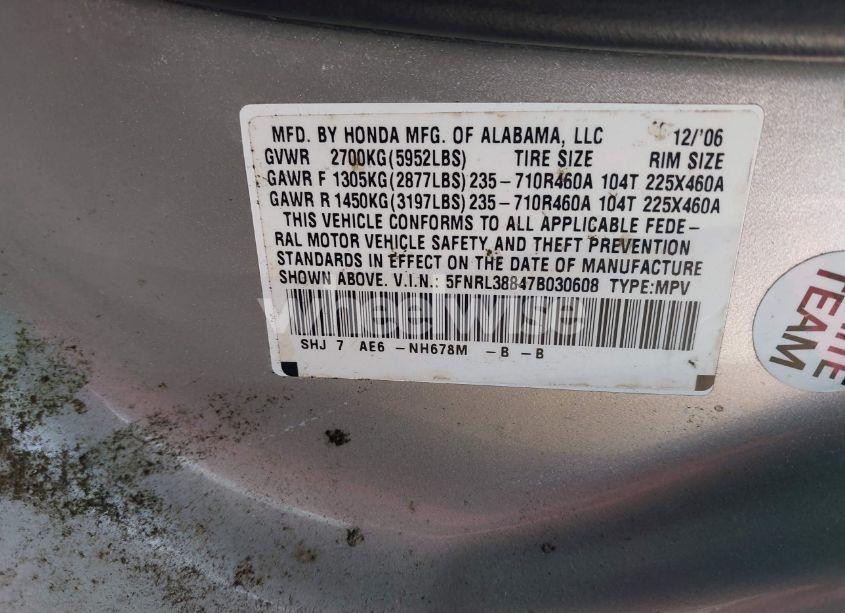 MFD. BY HONDA MFG. OF ALABAMA, LLC 12/'06
GVWR 2700KG(5952LBS) TIRE SIZE RIM SIZE
GAWR F 1305KG(2877LBS) 235-710R460A 104T 225X460A
GAWR R 1450KG(3197LBS) 235-710R460A 104T 225X460A
THIS VEHICLE CONFORMS TO ALL APPLICABLE FEDE-
RAL MOTOR VEHICLE SAFETY AND THEFT PREVENTION
STANDARDS IN EFFECT ON THE DATE OF MANUFACTURE
SHOWN ABOVE. V.I.N.: 5FNRL38847B030608 TYPE:MPV
wheelwise
SHJ 7 AE6 -NH678M -B -B
TEAM